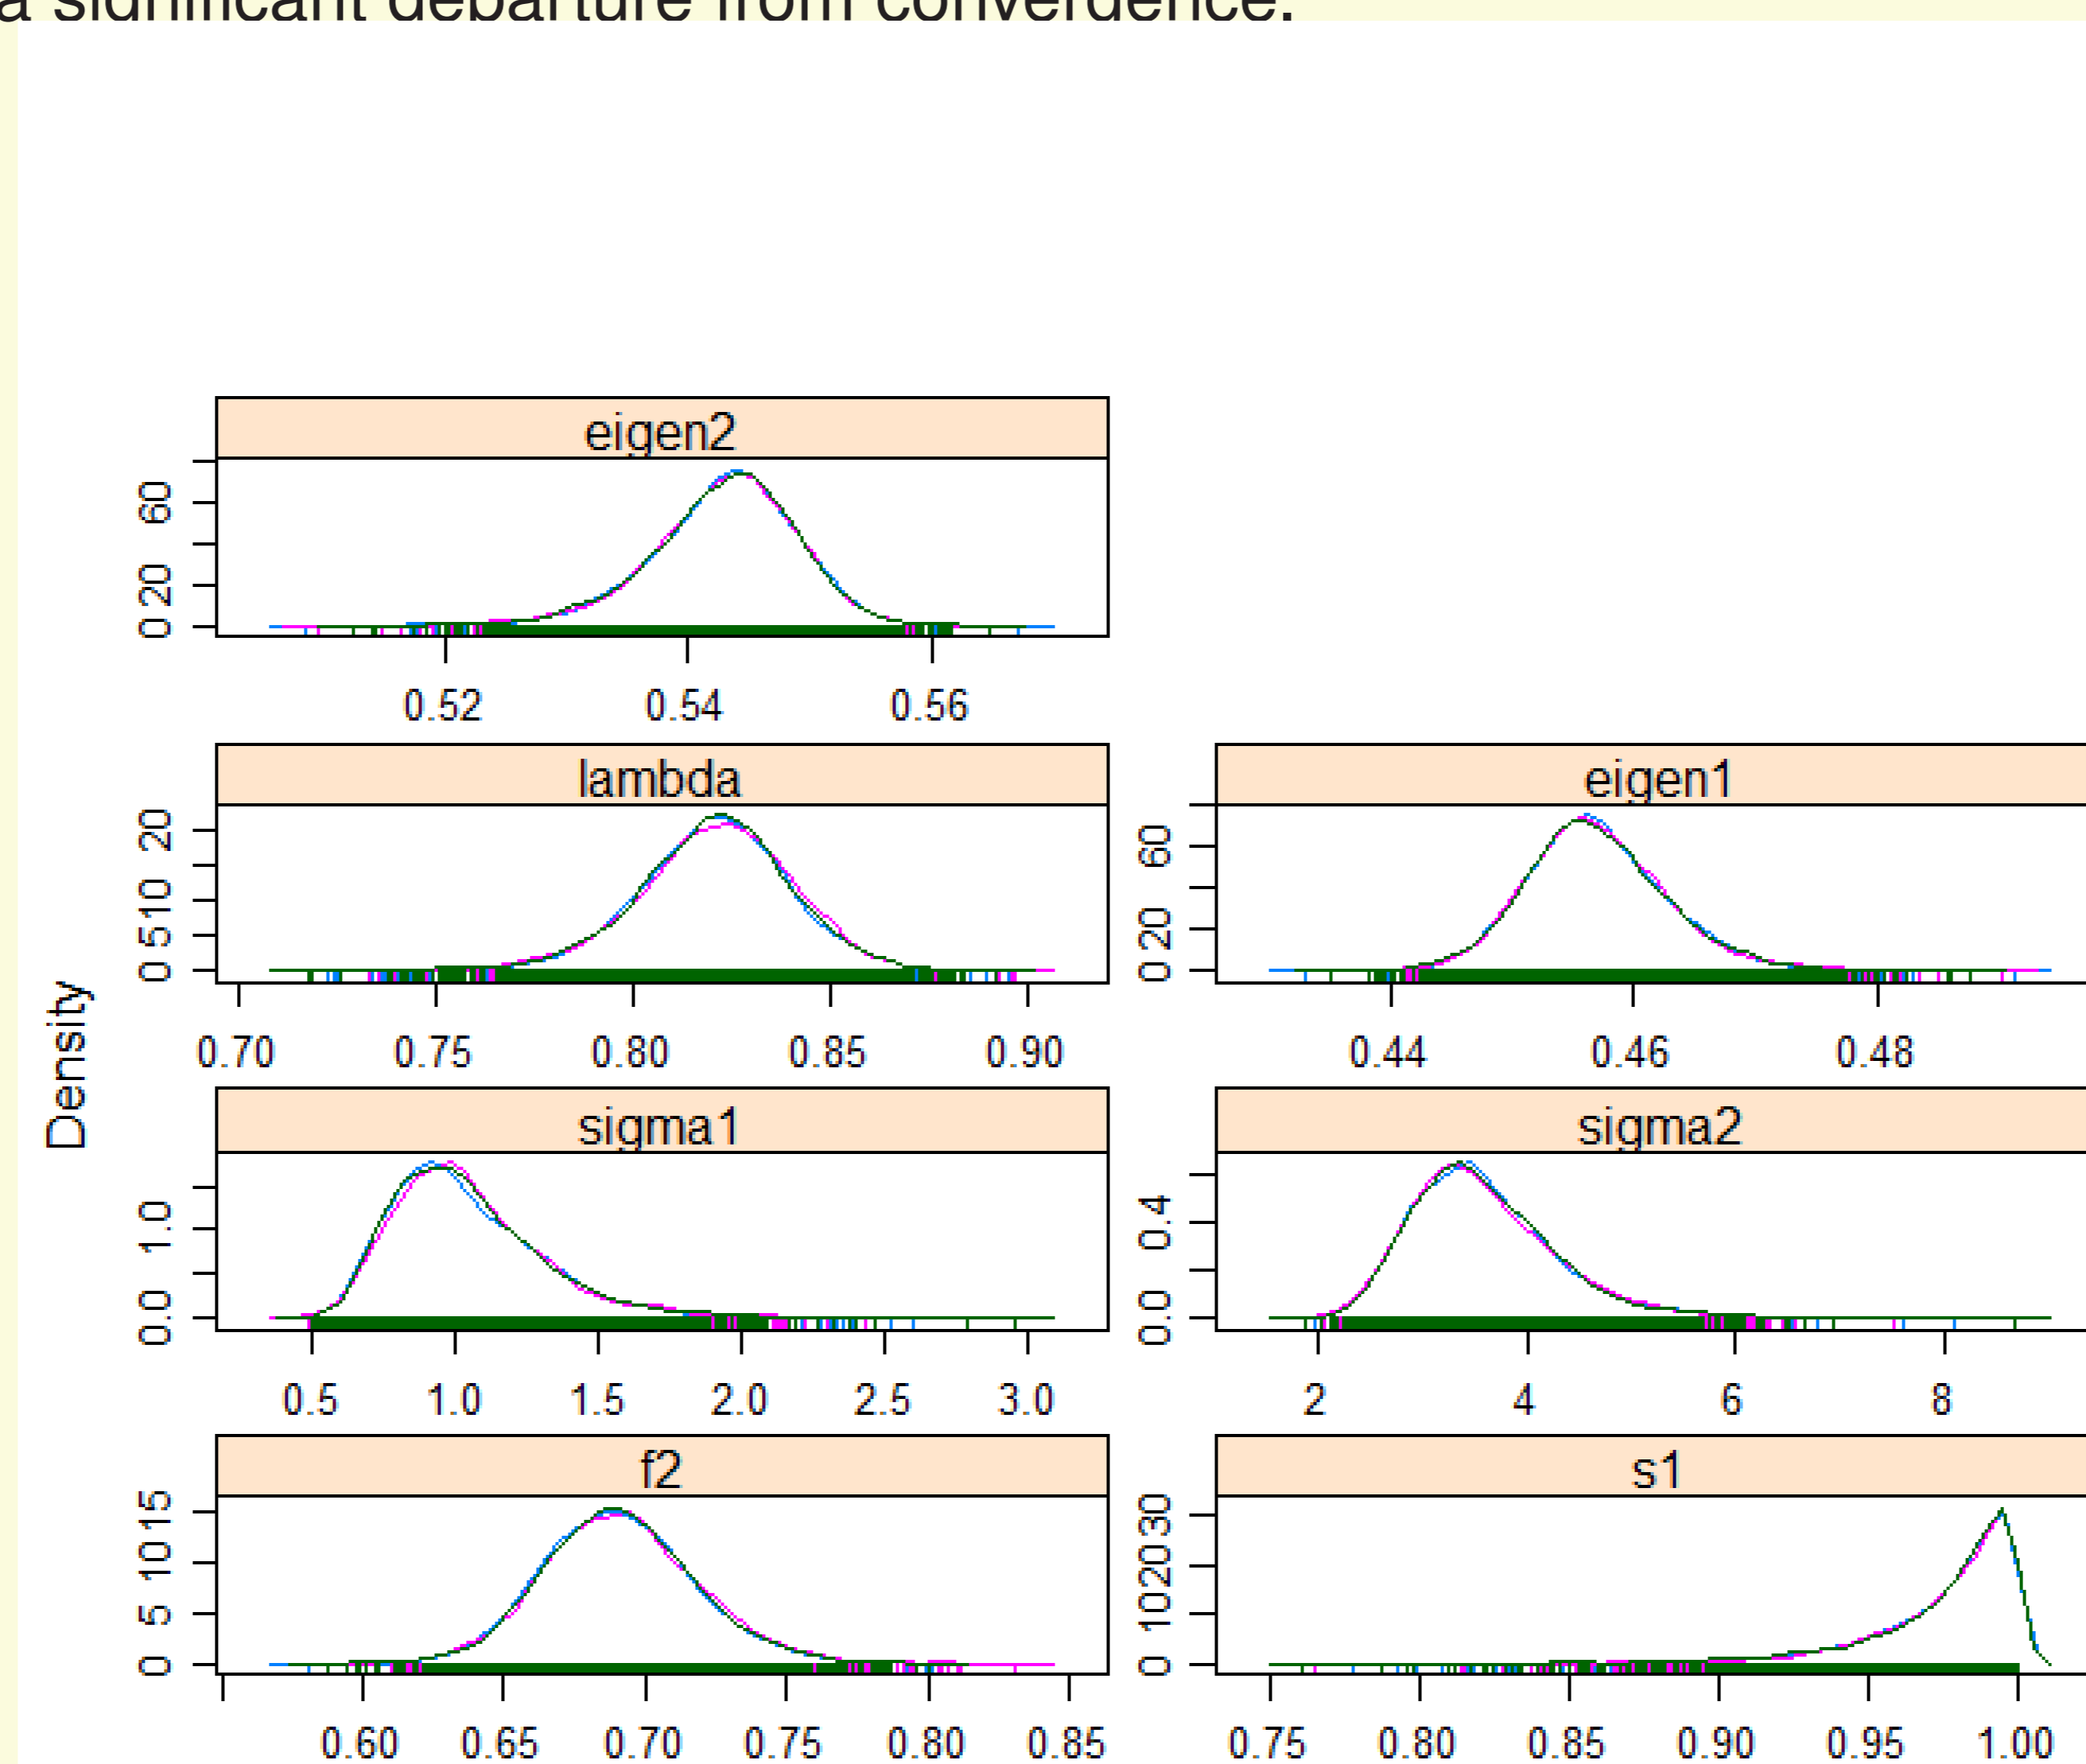 a significant departure from convergence.
Density
eigen2
0 20 60
0.52 0.54 0.56
lambda
0 5 10 20
0.70 0.75 0.80 0.85 0.90
eigen1
0 20 60
0.44 0.46 0.48
sigma1
0.0 1.0
0.5 1.0 1.5 2.0 2.5 3.0
sigma2
0.0 0.4
2 4 6 8
f2
0 5 10 15
0.60 0.65 0.70 0.75 0.80 0.85
s1
0 10 20 30
0.75 0.80 0.85 0.90 0.95 1.00